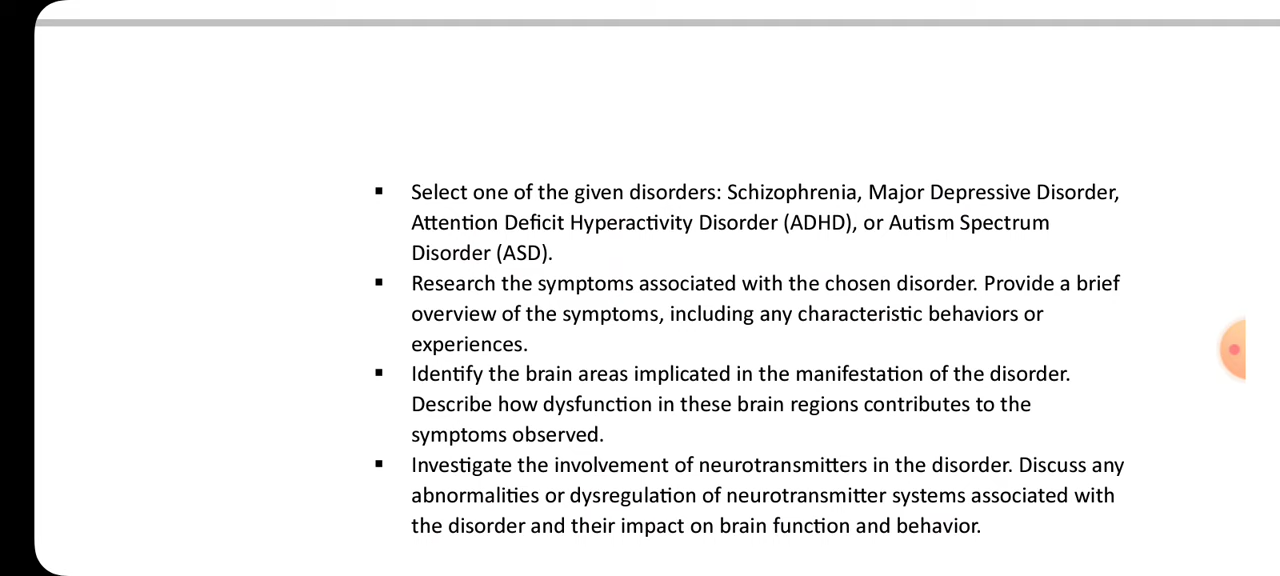 ▪ Select one of the given disorders: Schizophrenia, Major Depressive Disorder,
Attention Deficit Hyperactivity Disorder (ADHD), or Autism Spectrum
Disorder (ASD).
▪ Research the symptoms associated with the chosen disorder. Provide a brief
overview of the symptoms, including any characteristic behaviors or
experiences.
▪ Identify the brain areas implicated in the manifestation of the disorder.
Describe how dysfunction in these brain regions contributes to the
symptoms observed.
▪ Investigate the involvement of neurotransmitters in the disorder. Discuss any
abnormalities or dysregulation of neurotransmitter systems associated with
the disorder and their impact on brain function and behavior.